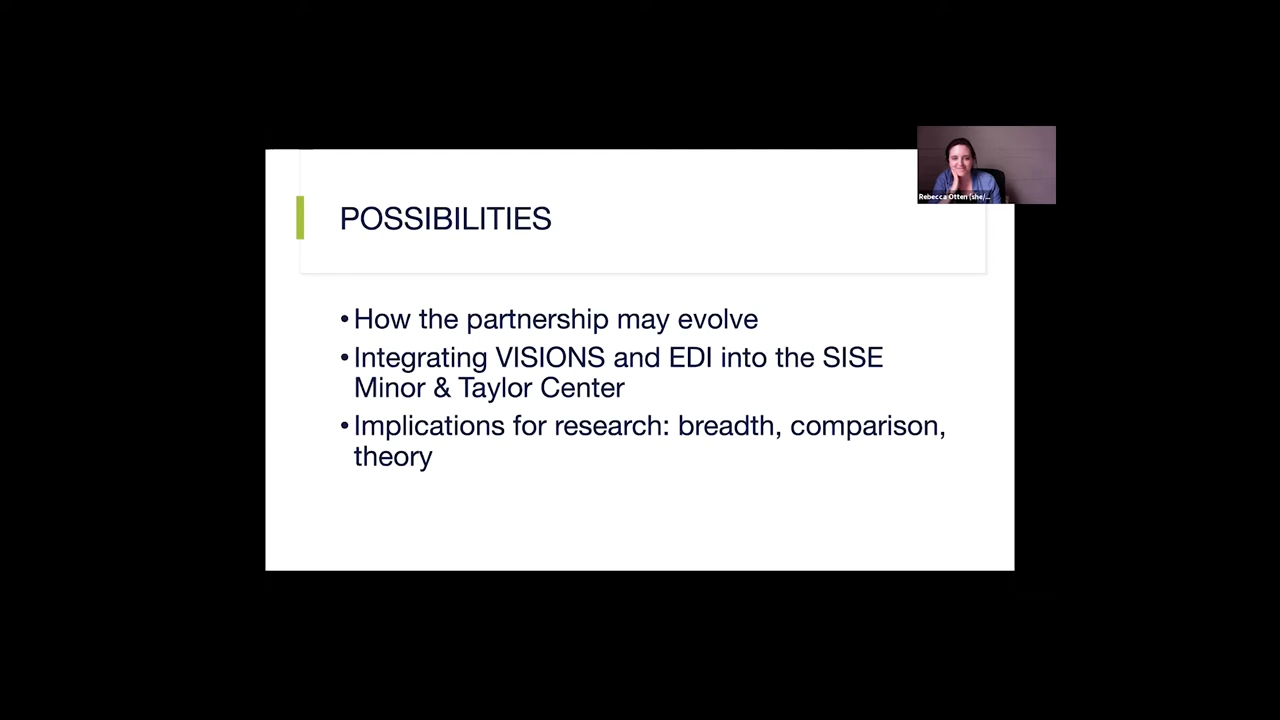 Rebecca Otten (she/...
POSSIBILITIES
•How the partnership may evolve
•Integrating VISIONS and EDI into the SISE
Minor & Taylor Center
•Implications for research: breadth, comparison,
theory